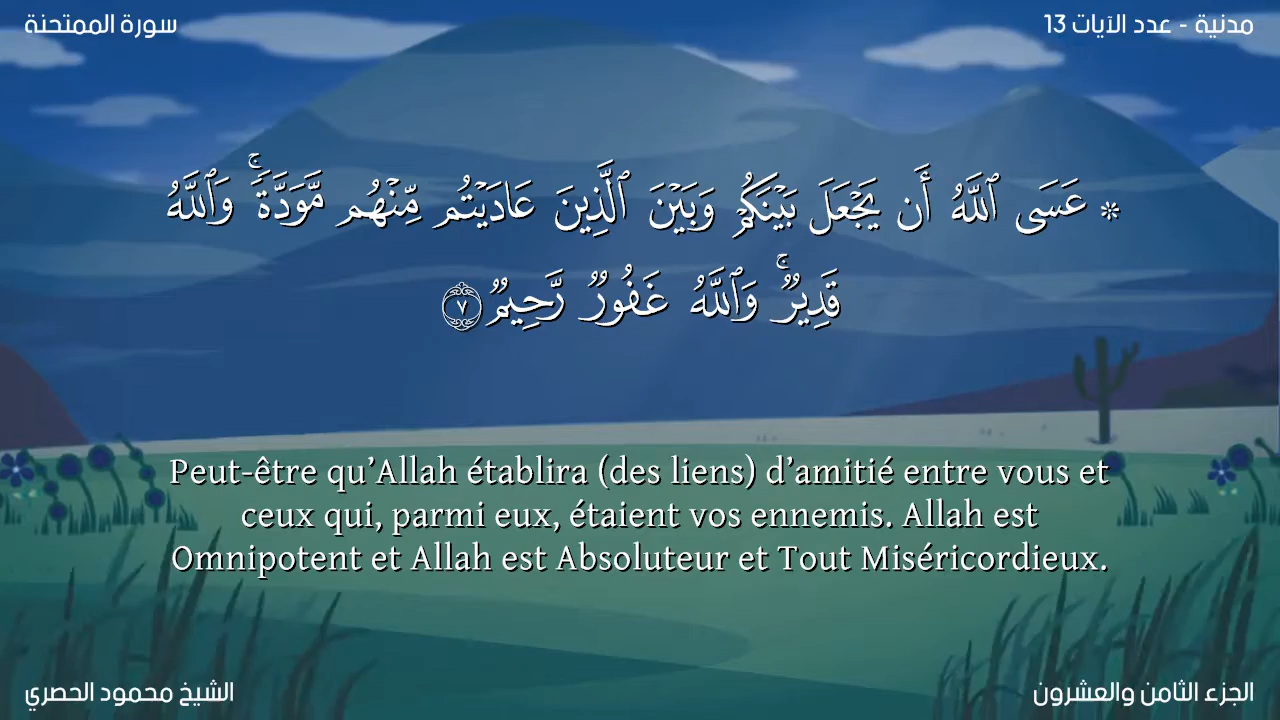 مدنية - عدد الآيات 13
سورة الممتحنة
۞ عَسَى ٱللَّهُ أَن يَجْعَلَ بَيْنَكُمْ وَبَيْنَ ٱلَّذِينَ عَادَيْتُم مِّنْهُم مَّوَدَّةًۚ وَٱللَّهُ
قَدِيرٌۚ وَٱللَّهُ غَفُورٌ رَّحِيمٌ ٧
Peut-être qu’Allah établira (des liens) d’amitié entre vous et
ceux qui, parmi eux, étaient vos ennemis. Allah est
Omnipotent et Allah est Absoluteur et Tout Miséricordieux.
الجزء الثامن والعشرون
الشيخ محمود الحصري